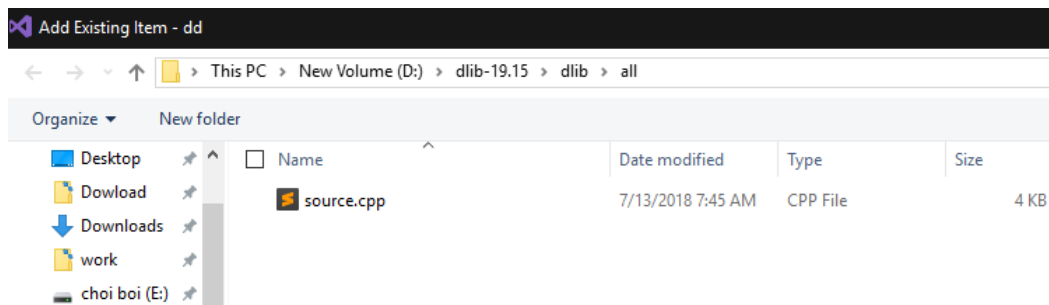 Add Existing Item - dd
This PC > New Volume (D:) > dlib-19.15 > dlib > all
Organize New folder
Desktop Name Date modified Type Size
Dowload source.cpp 7/13/2018 7:45 AM CPP File 4 KB
Downloads
work
choi boi (E:)